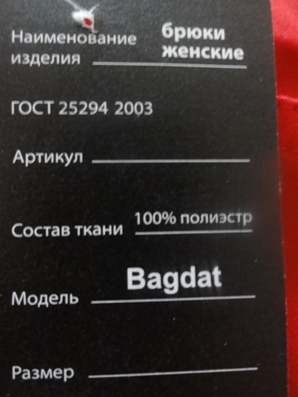 Наименование брюки
изделия женские
ГОСТ 25294 2003
Артикул
Состав ткани 100% полиэстр
Модель Bagdat
Размер